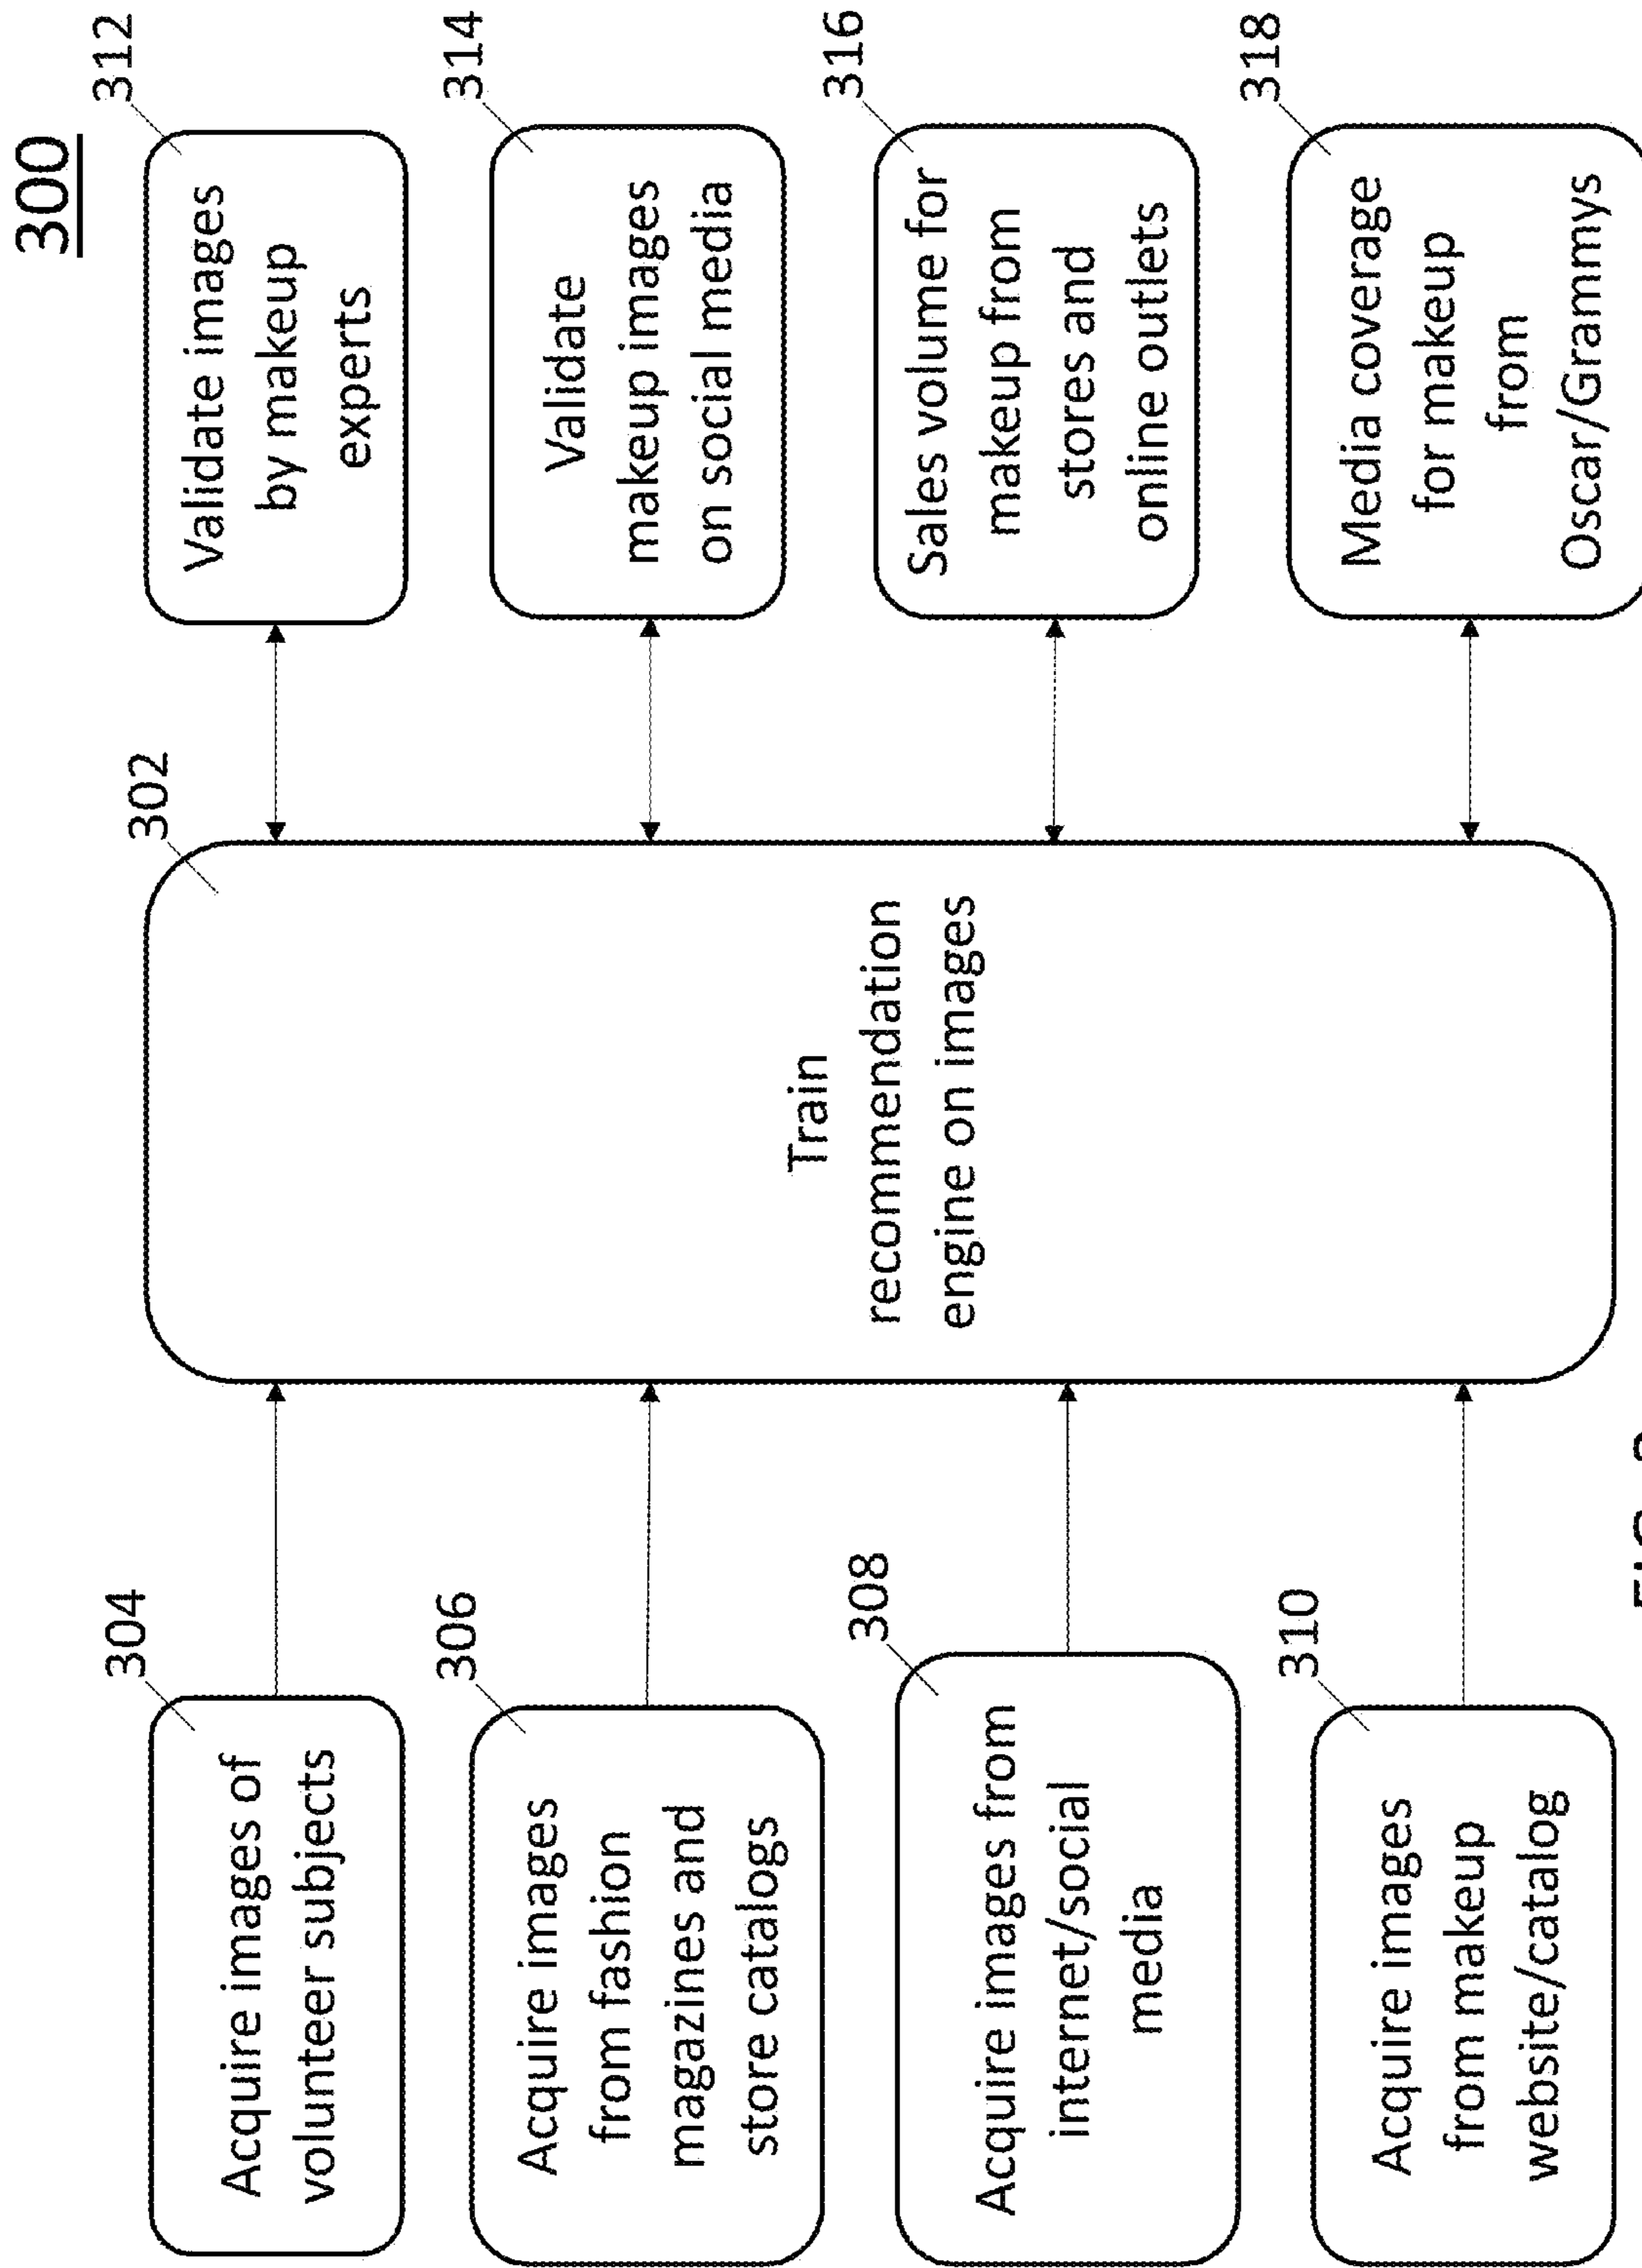 300
304
Acquire images of
volunteer subjects
306
Acquire images
from fashion
magazines and
store catalogs
308
Acquire images from
internet/social
media
310
Acquire images
from makeup
website/catalog
302
Train
recommendation
engine on images
312
Validate images
by makeup
experts
314
Validate
makeup images
on social media
316
Sales volume for
makeup from
stores and
online outlets
318
Media coverage
for makeup
from
Oscar/Grammys